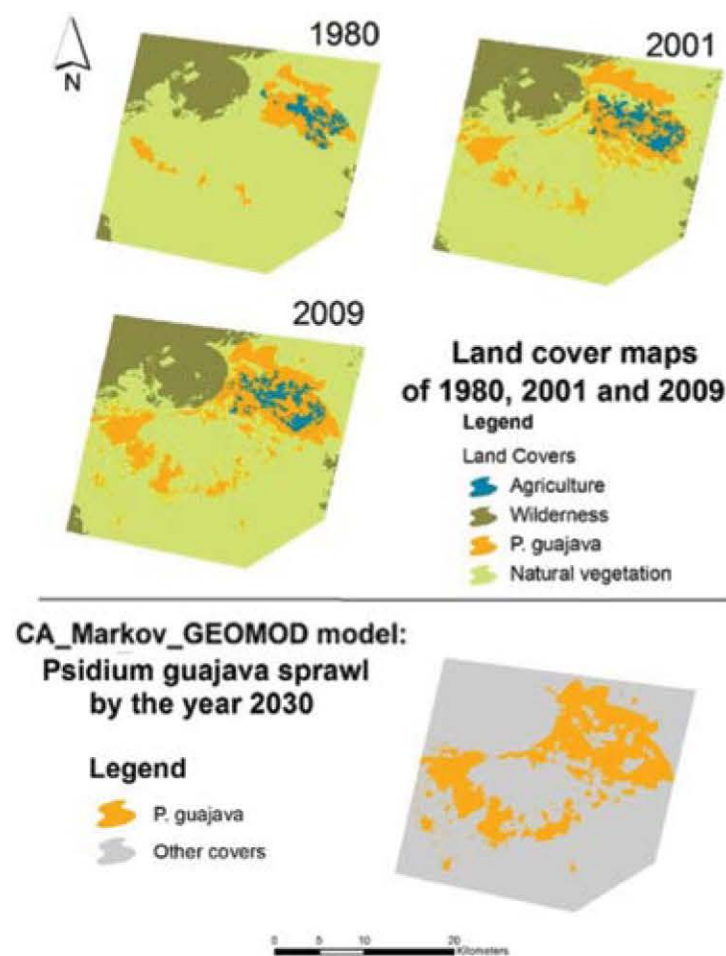 1980
2001
N
2009
Land cover maps
of 1980, 2001 and 2009
Legend
Land Covers
Agriculture
Wilderness
P. guajava
Natural vegetation
CA_Markov_GEOMOD model:
Psidium guajava sprawl
by the year 2030
Legend
P. guajava
Other covers
0 5 10 20
Kilometers